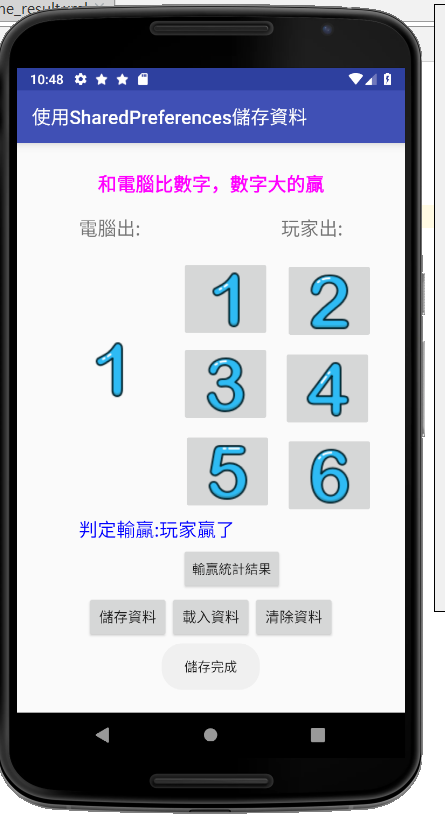 10:48
使用SharedPreferences儲存資料
和電腦比數字，數字大的贏
電腦出: 玩家出:
1 2
1
3 4
5 6
判定輸贏:玩家贏了
輸贏統計結果
儲存資料 載入資料 清除資料
儲存完成